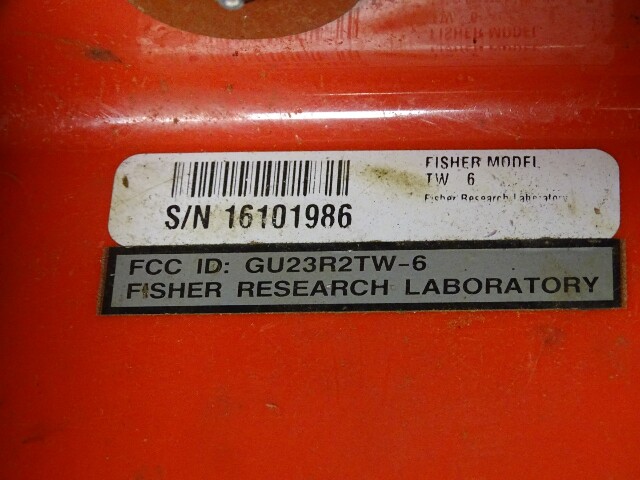 FISHER MODEL
TW 6
Fisher Research Laboratory
S/N 16101986
FCC ID: GU23R2TW-6
FISHER RESEARCH LABORATORY